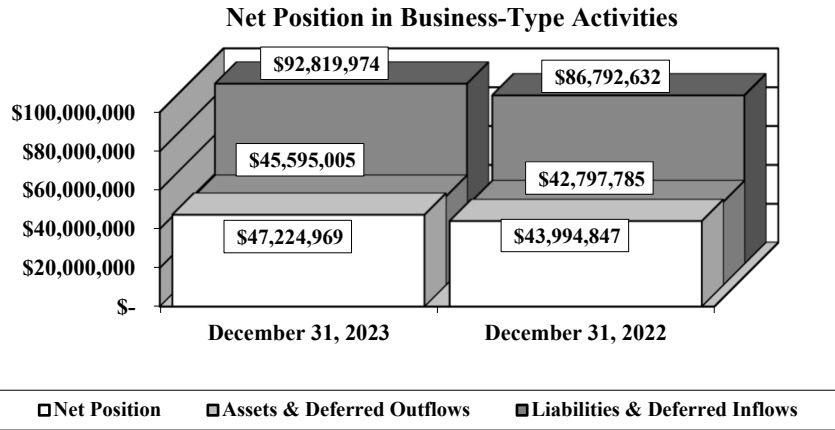 Net Position in Business-Type Activities
$92,819,974
$86,792,632
$100,000,000
$80,000,000
$60,000,000
$40,000,000
$20,000,000
$-
$45,595,005
$42,797,785
$47,224,969
$43,994,847
December 31, 2023
December 31, 2022
Net Position
Assets & Deferred Outflows
Liabilities & Deferred Inflows